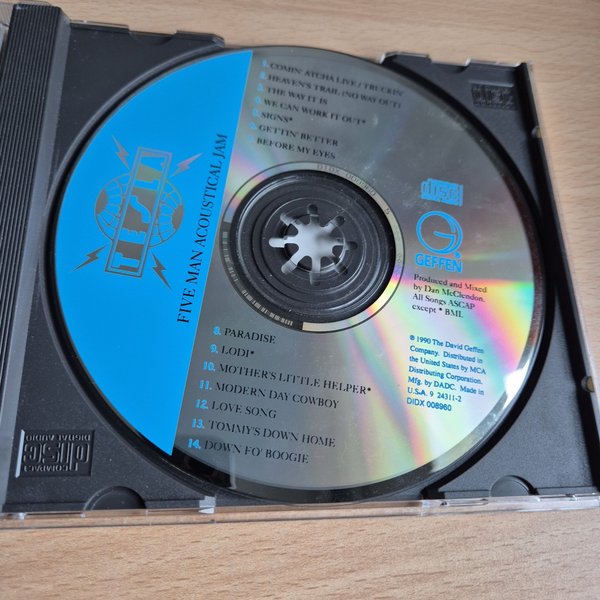 TESLA
FIVE MAN ACOUSTICAL JAM
1. COMIN' ATCHA LIVE / TRUCKIN'
2. HEAVEN'S TRAIL (NO WAY OUT)
3. THE WAY IT IS
4. WE CAN WORK IT OUT*
5. SIGNS*
6. GETTIN' BETTER
7. BEFORE MY EYES
8. PARADISE
9. LODI*
10. MOTHER'S LITTLE HELPER*
11. MODERN DAY COWBOY
12. LOVE SONG
13. TOMMY'S DOWN HOME
14. DOWN FO' BOOGIE
disc
G
GEFFEN
Produced and Mixed
by Dan McClendon.
All Songs ASCAP
except * BMI.
℗ 1990 The David Geffen
Company. Distributed in
the United States by MCA
Distributing Corporation.
Mfg. by DADC. Made in
U.S.A. 9 24311-2
DIDX 008960
DIDX 008960
COMPACT
disc
DIGITAL AUDIO